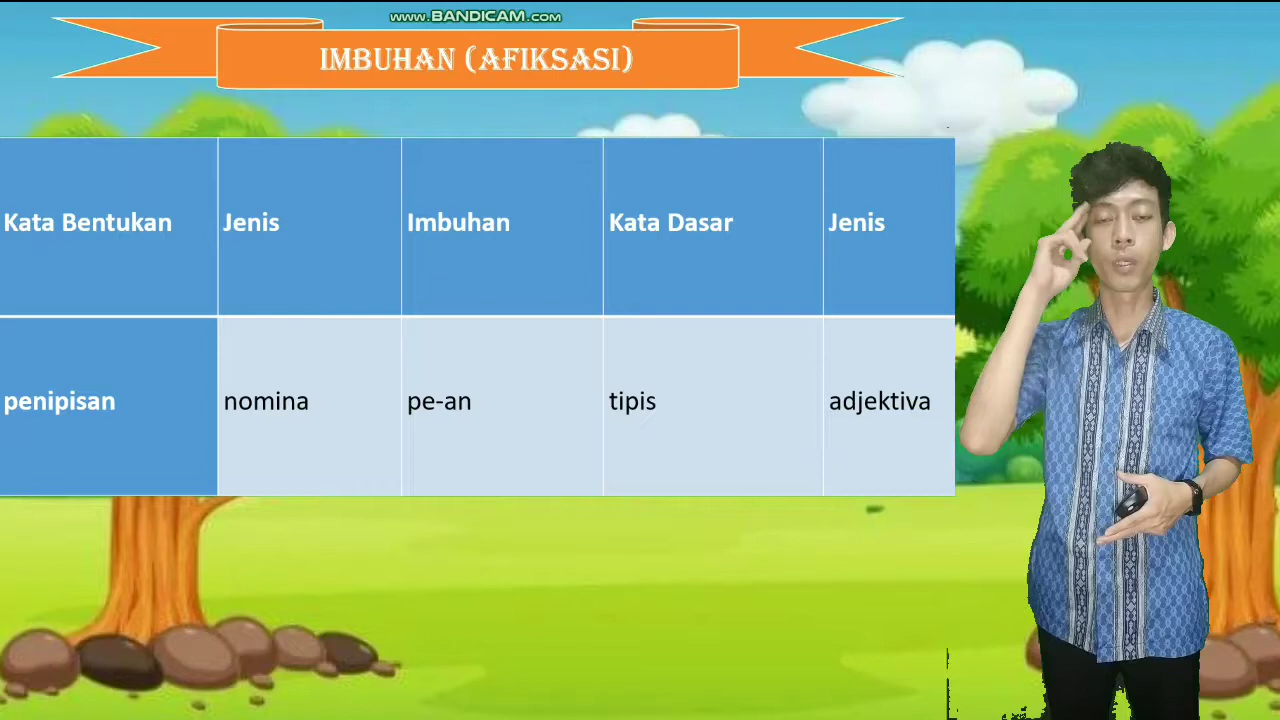 www.BANDICAM.com
IMBUHAN (AFIKSASI)
Kata Bentukan Jenis Imbuhan Kata Dasar Jenis
penipisan nomina pe-an tipis adjektiva